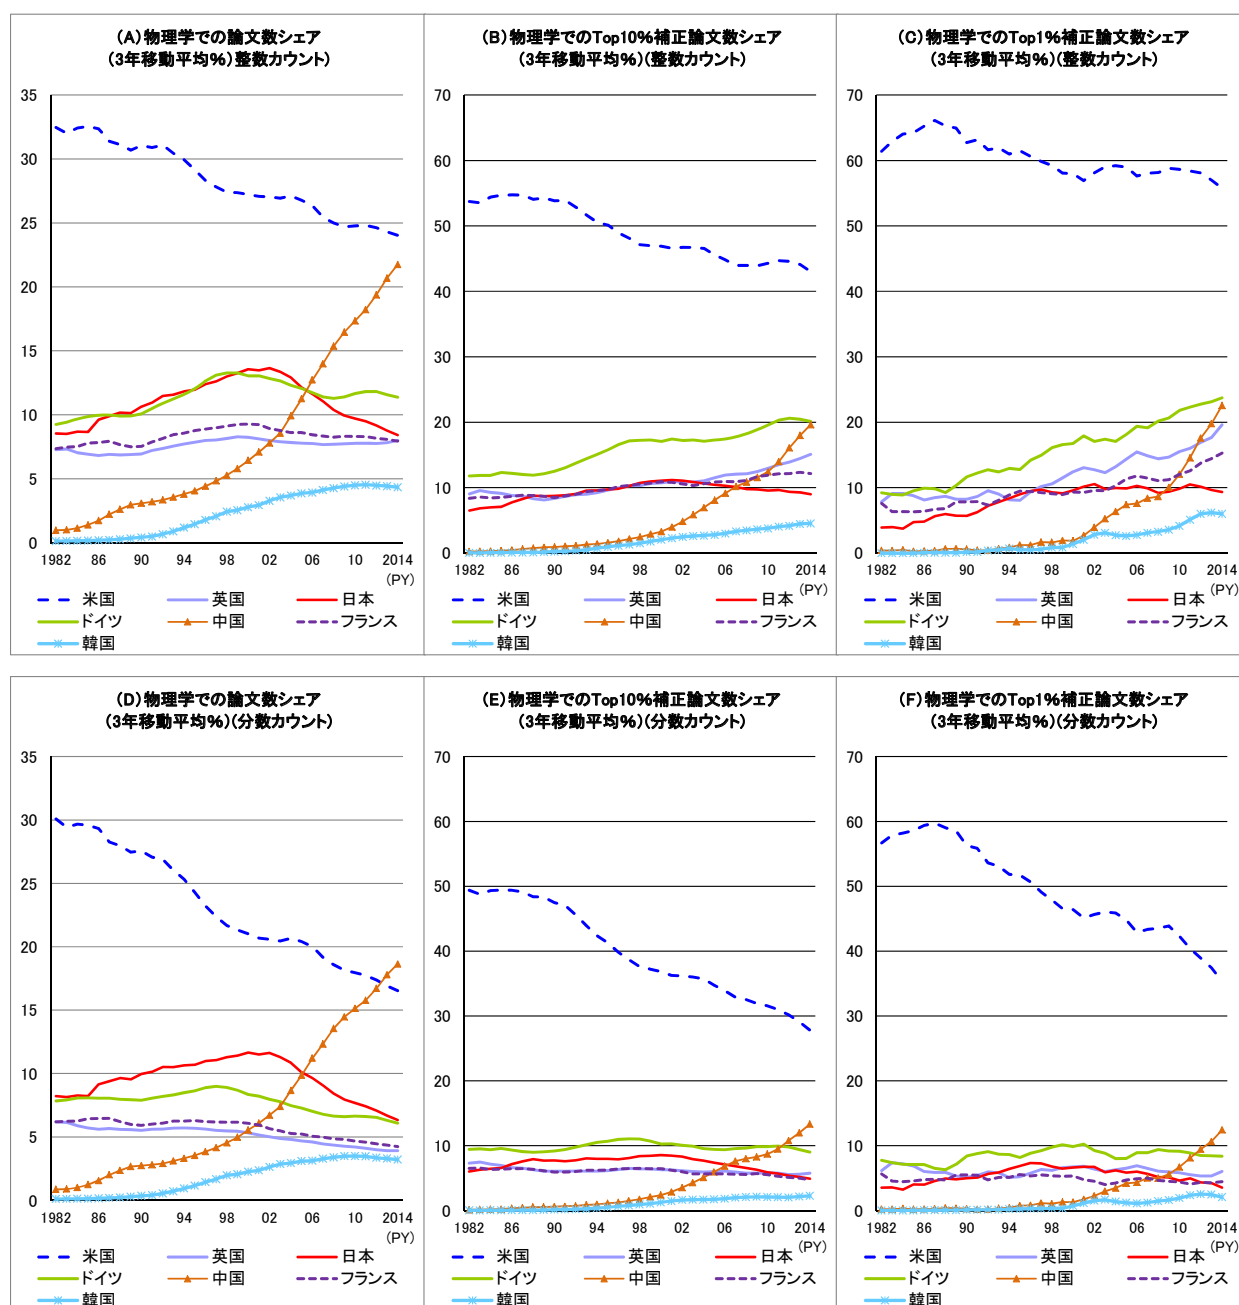 (A)物理学での論文数シェア
(3年移動平均%)(整数カウント)
35
30
25
20
15
10
5
0
1982 86 90 94 98 02 06 10 2014
(PY)
米国 英国 日本
ドイツ 中国 フランス
韓国
(B)物理学でのTop10%補正論文数シェア
(3年移動平均%)(整数カウント)
70
60
50
40
30
20
10
0
1982 86 90 94 98 02 06 10 2014
(PY)
米国 英国 日本
ドイツ 中国 フランス
韓国
(C)物理学でのTop1%補正論文数シェア
(3年移動平均%)(整数カウント)
70
60
50
40
30
20
10
0
1982 86 90 94 98 02 06 10 2014
(PY)
米国 英国 日本
ドイツ 中国 フランス
韓国
(D)物理学での論文数シェア
(3年移動平均%)(分数カウント)
35
30
25
20
15
10
5
0
1982 86 90 94 98 02 06 10 2014
(PY)
米国 英国 日本
ドイツ 中国 フランス
韓国
(E)物理学でのTop10%補正論文数シェア
(3年移動平均%)(分数カウント)
70
60
50
40
30
20
10
0
1982 86 90 94 98 02 06 10 2014
(PY)
米国 英国 日本
ドイツ 中国 フランス
韓国
(F)物理学でのTop1%補正論文数シェア
(3年移動平均%)(分数カウント)
70
60
50
40
30
20
10
0
1982 86 90 94 98 02 06 10 2014
(PY)
米国 英国 日本
ドイツ 中国 フランス
韓国